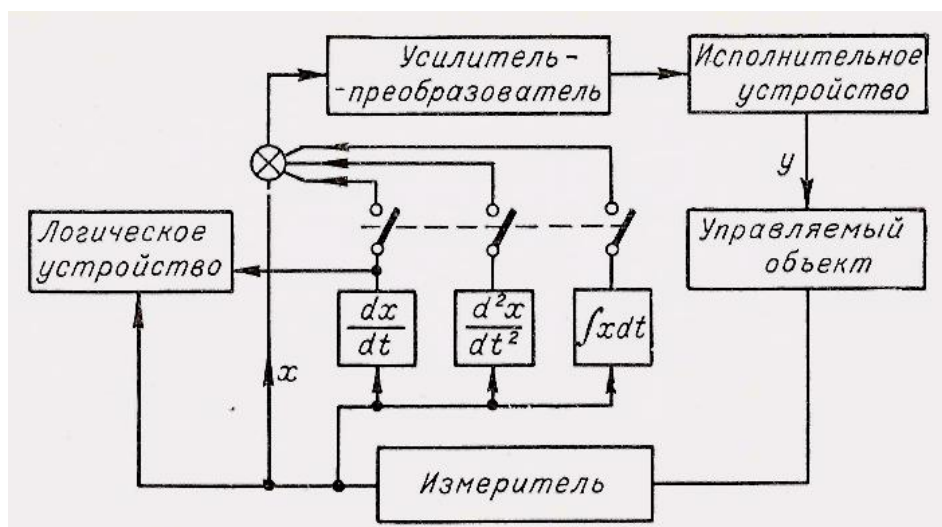 Усилитель-
-преобразователь
Исполнительное
устройство
y
Логическое
устройство
Управляемый
объект
dx
dt
d²x
dt²
∫xdt
x
Измеритель